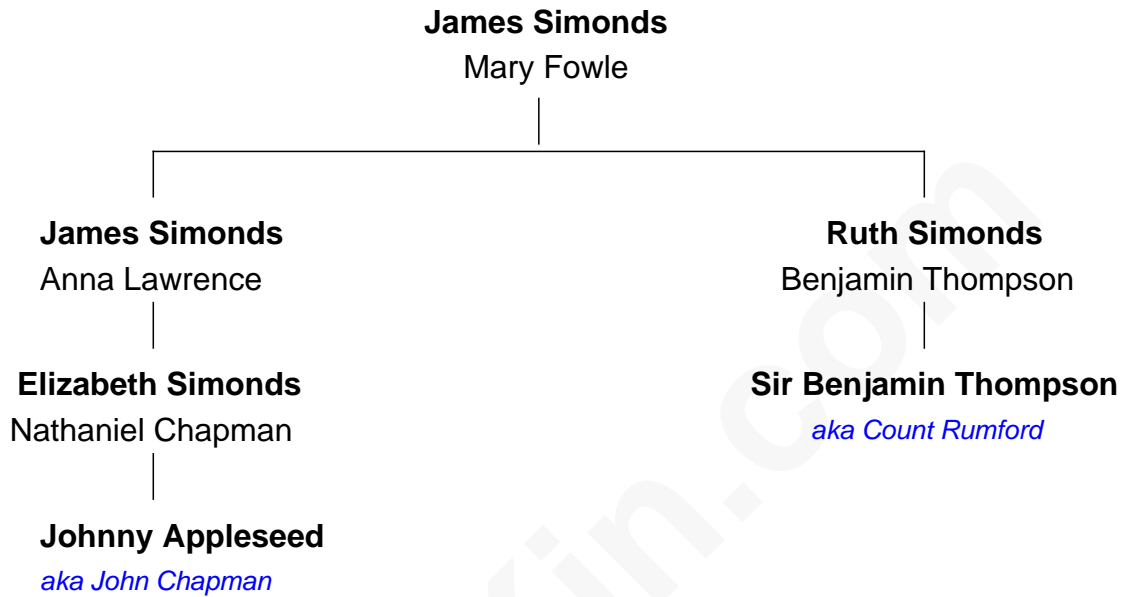 James Simonds
Mary Fowle
James Simonds
Anna Lawrence
Ruth Simonds
Benjamin Thompson
Elizabeth Simonds
Nathaniel Chapman
Sir Benjamin Thompson
aka Count Rumford
Johnny Appleseed
aka John Chapman